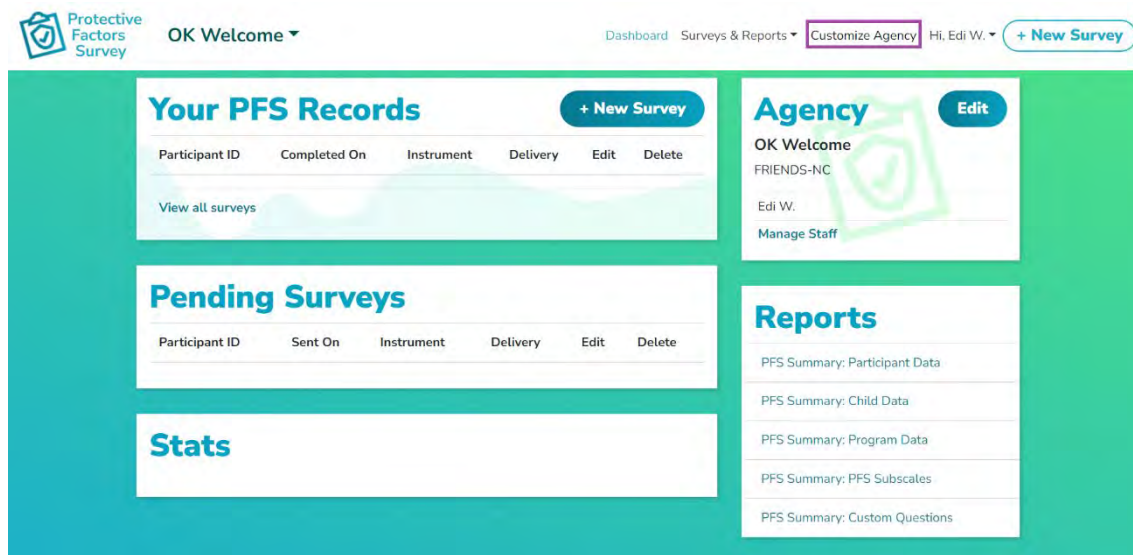 Protective
Factors
Survey
OK Welcome
Dashboard Surveys & Reports Customize Agency Hi, Edi W. + New Survey
Your PFS Records + New Survey
Participant ID Completed On Instrument Delivery Edit Delete
View all surveys
Pending Surveys
Participant ID Sent On Instrument Delivery Edit Delete
Stats
Agency Edit
OK Welcome
FRIENDS-NC
Edi W.
Manage Staff
Reports
PFS Summary: Participant Data
PFS Summary: Child Data
PFS Summary: Program Data
PFS Summary: PFS Subscales
PFS Summary: Custom Questions